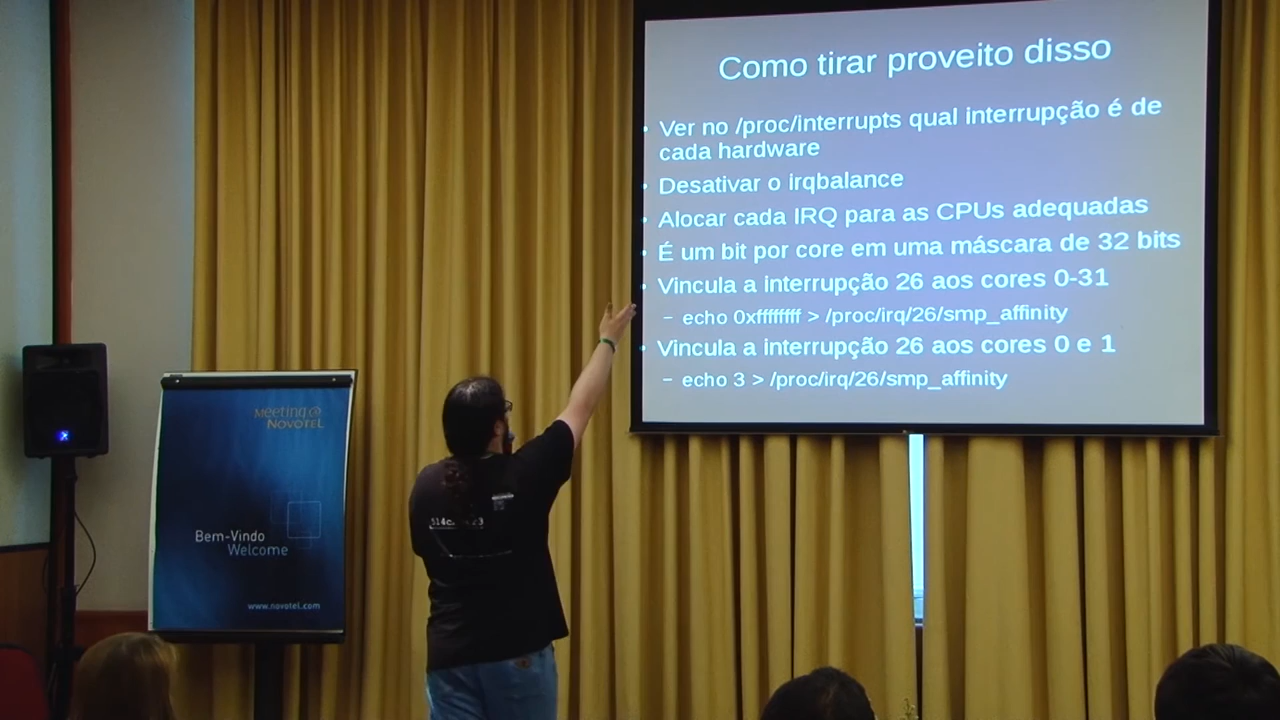 Como tirar proveito disso
• Ver no /proc/interrupts qual interrupção é de
cada hardware
• Desativar o irqbalance
• Alocar cada IRQ para as CPUs adequadas
• É um bit por core em uma máscara de 32 bits
• Vincula a interrupção 26 aos cores 0-31
– echo 0xffffffff > /proc/irq/26/smp_affinity
• Vincula a interrupção 26 aos cores 0 e 1
– echo 3 > /proc/irq/26/smp_affinity
Meeting@
NOVOTEL
Bem-Vindo
Welcome
www.novotel.com